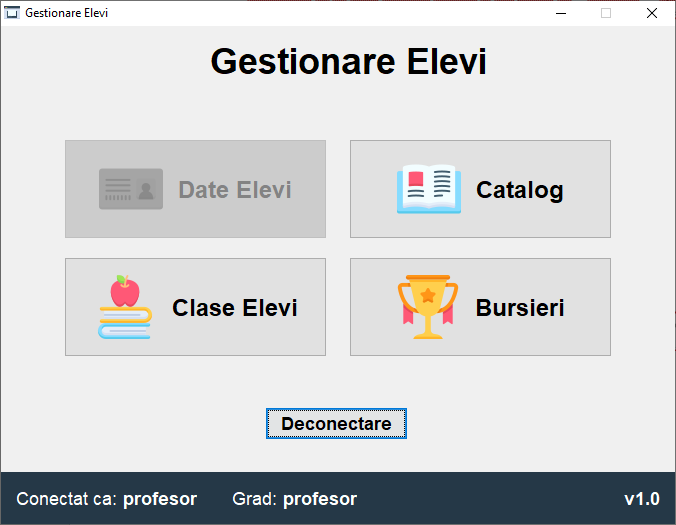 Gestionare Elevi
Gestionare Elevi
Date Elevi
Catalog
Clase Elevi
Bursieri
Deconectare
Conectat ca: profesor Grad: profesor v1.0